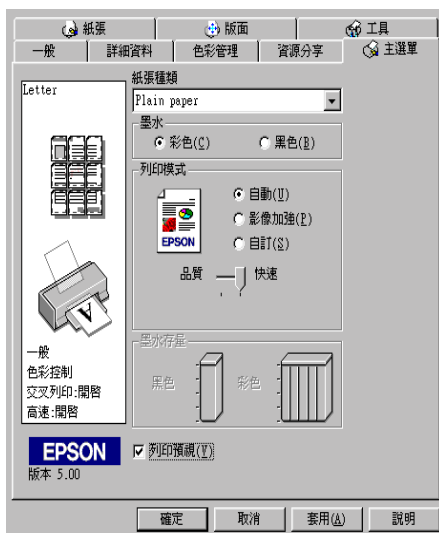 紙張 版面 工具
一般 詳細資料 色彩管理 資源分享 主選單
Letter
紙張種類
Plain paper
墨水
彩色(C) 黑色(B)
列印模式
自動(U)
影像加強(P)
自訂(S)
EPSON
品質 快速
墨水存量
黑色 彩色
一般
色彩控制
交叉列印:開啓
高速:開啓
EPSON
版本 5.00
列印預視(V)
確定 取消 套用(A) 説明